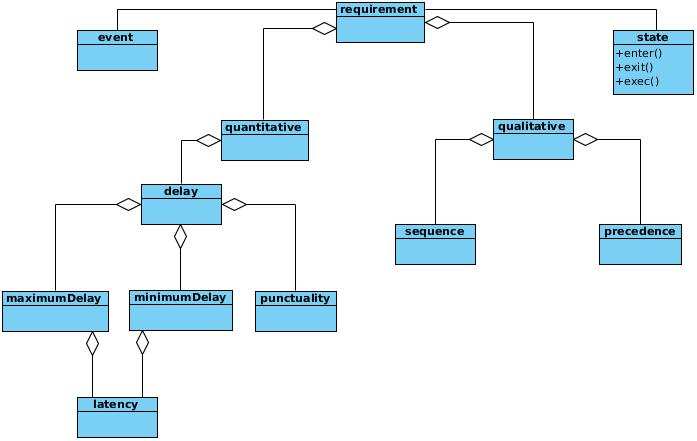 requirement
event
state
+enter()
+exit()
+exec()
quantitative
qualitative
delay
sequence
precedence
maximumDelay
minimumDelay
punctuality
latency